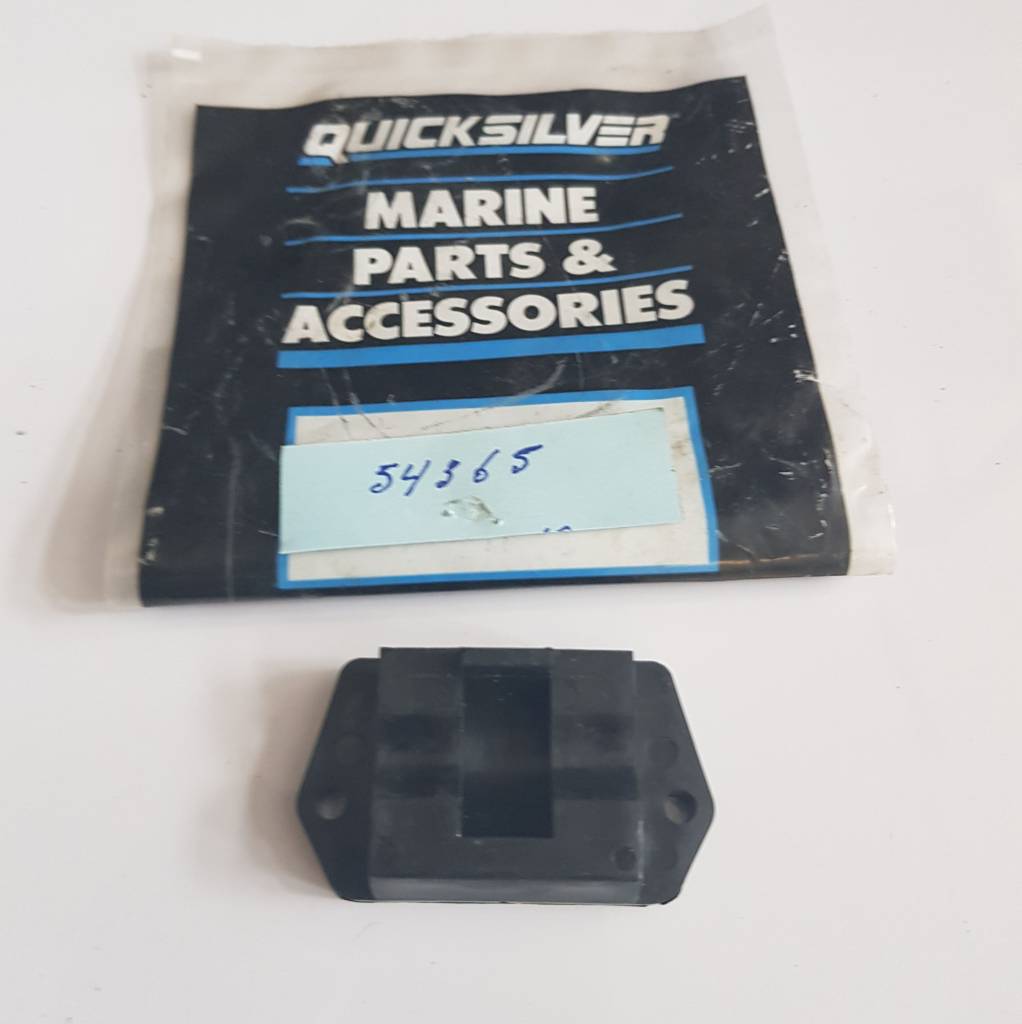 QUICKSILVER
MARINE
PARTS &
ACCESSORIES
54365